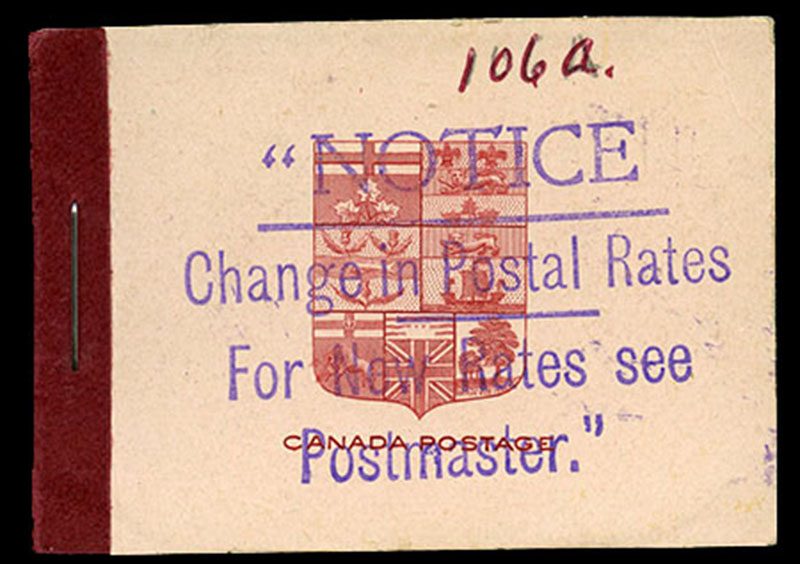 106a.
“NOTICE
Change in Postal Rates
For New Rates see
CANADA POSTAGE
Postmaster.”